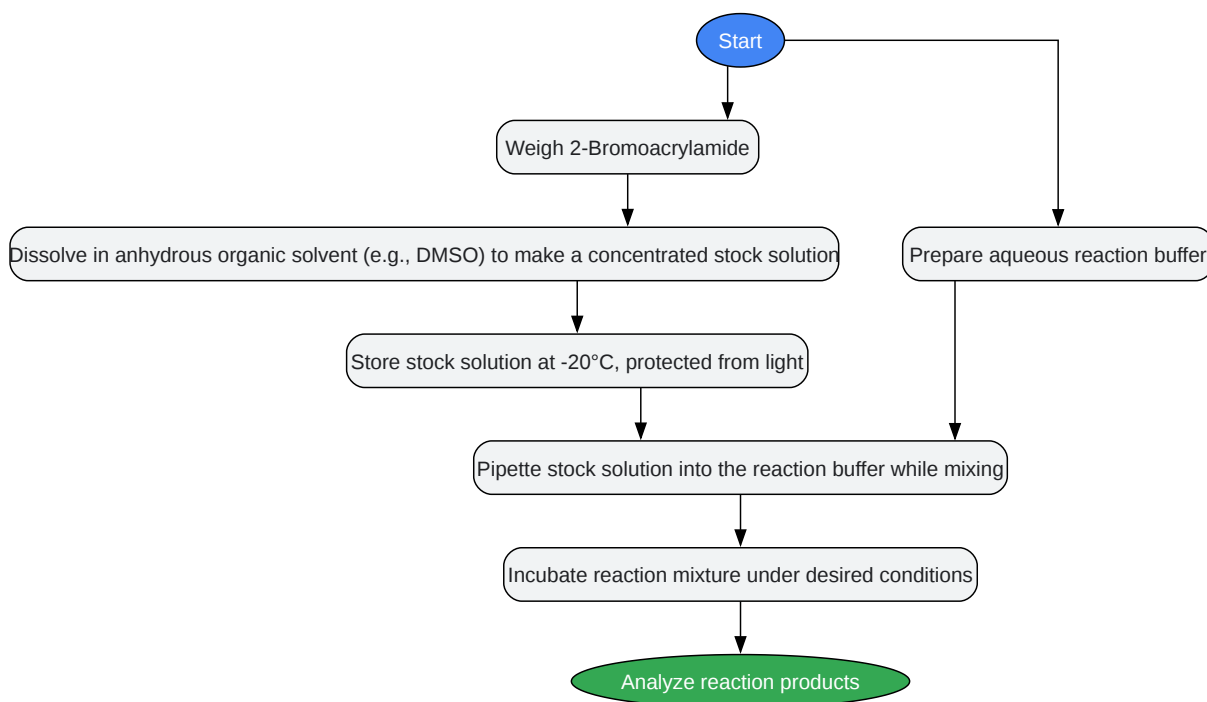 Start
Weigh 2-Bromoacrylamide
Dissolve in anhydrous organic solvent (e.g., DMSO) to make a concentrated stock solution
Prepare aqueous reaction buffer
Store stock solution at -20°C, protected from light
Pipette stock solution into the reaction buffer while mixing
Incubate reaction mixture under desired conditions
Analyze reaction products